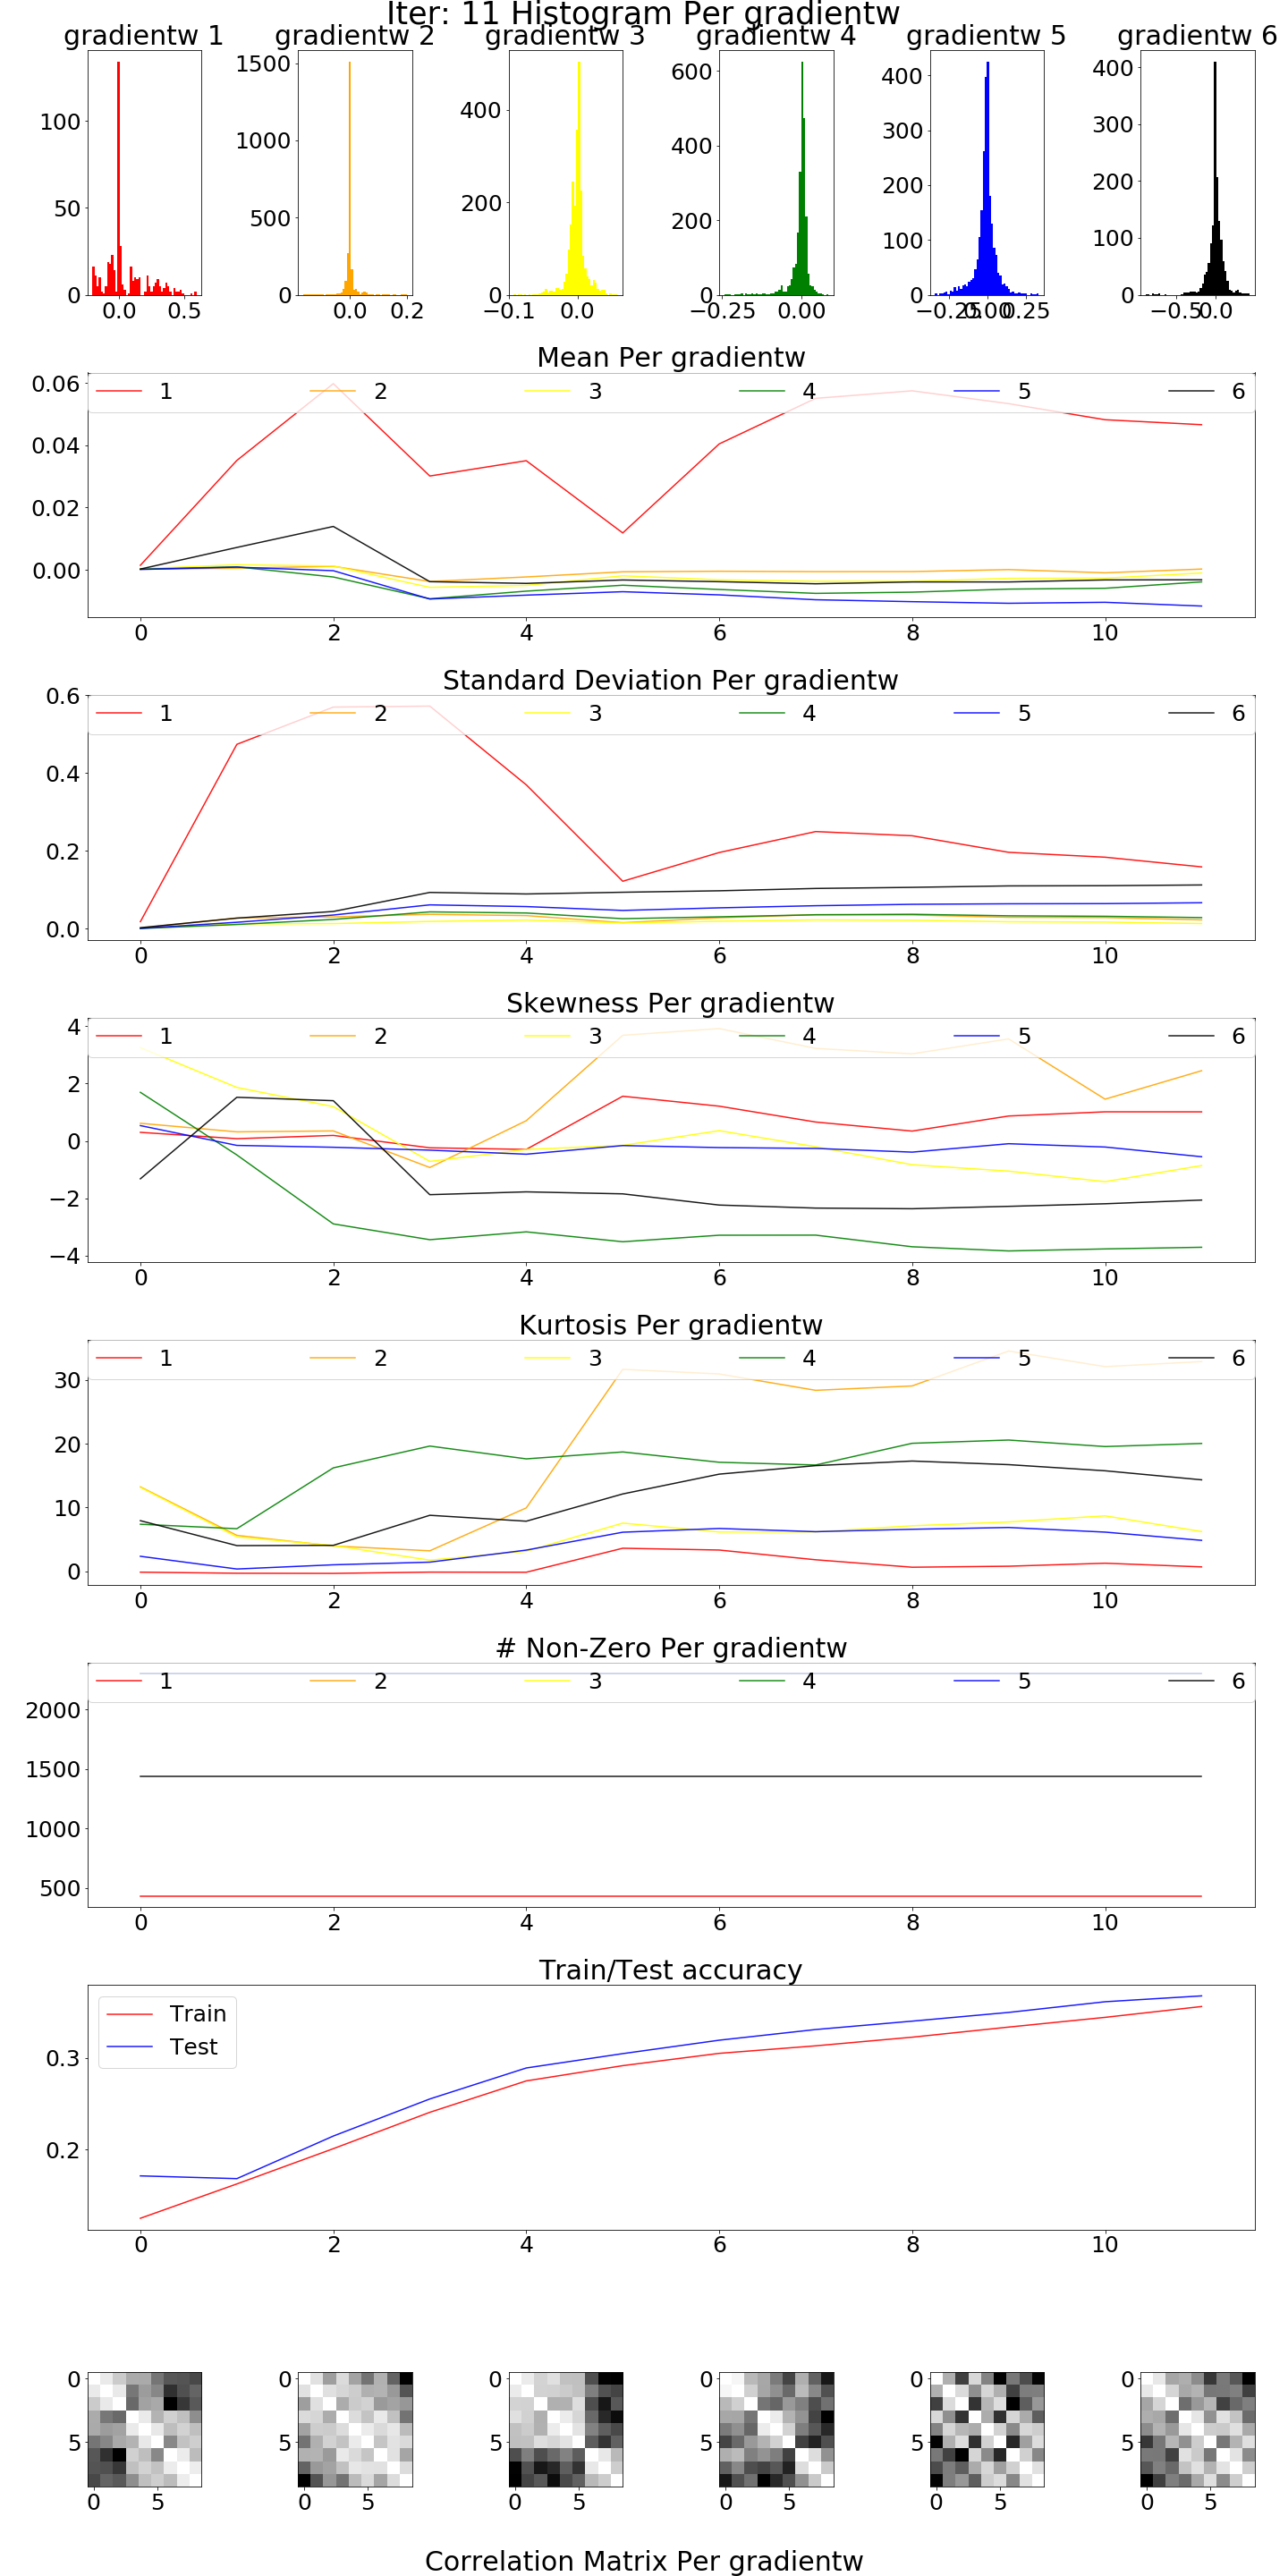 Iter: 11 Histogram Per gradientw
gradientw 1 gradientw 2 gradientw 3 gradientw 4 gradientw 5 gradientw 6
100
50
0
0.0 0.5
1500
1000
500
0
0.0 0.2
400
200
0
−0.1 0.0
600
400
200
0
−0.25 0.00
400
300
200
100
0
−0.25 0.00 0.25
400
300
200
100
0
−0.5 0.0
Mean Per gradientw
1 2 3 4 5 6
0.06
0.04
0.02
0.00
0 2 4 6 8 10
Standard Deviation Per gradientw
1 2 3 4 5 6
0.6
0.4
0.2
0.0
0 2 4 6 8 10
Skewness Per gradientw
1 2 3 4 5 6
4
2
0
−2
−4
0 2 4 6 8 10
Kurtosis Per gradientw
1 2 3 4 5 6
30
20
10
0
0 2 4 6 8 10
# Non-Zero Per gradientw
1 2 3 4 5 6
2000
1500
1000
500
0 2 4 6 8 10
Train/Test accuracy
Train
Test
0.3
0.2
0 2 4 6 8 10
0 0 0 0 0 0
5 5 5 5 5 5
0 5 0 5 0 5 0 5 0 5 0 5
Correlation Matrix Per gradientw